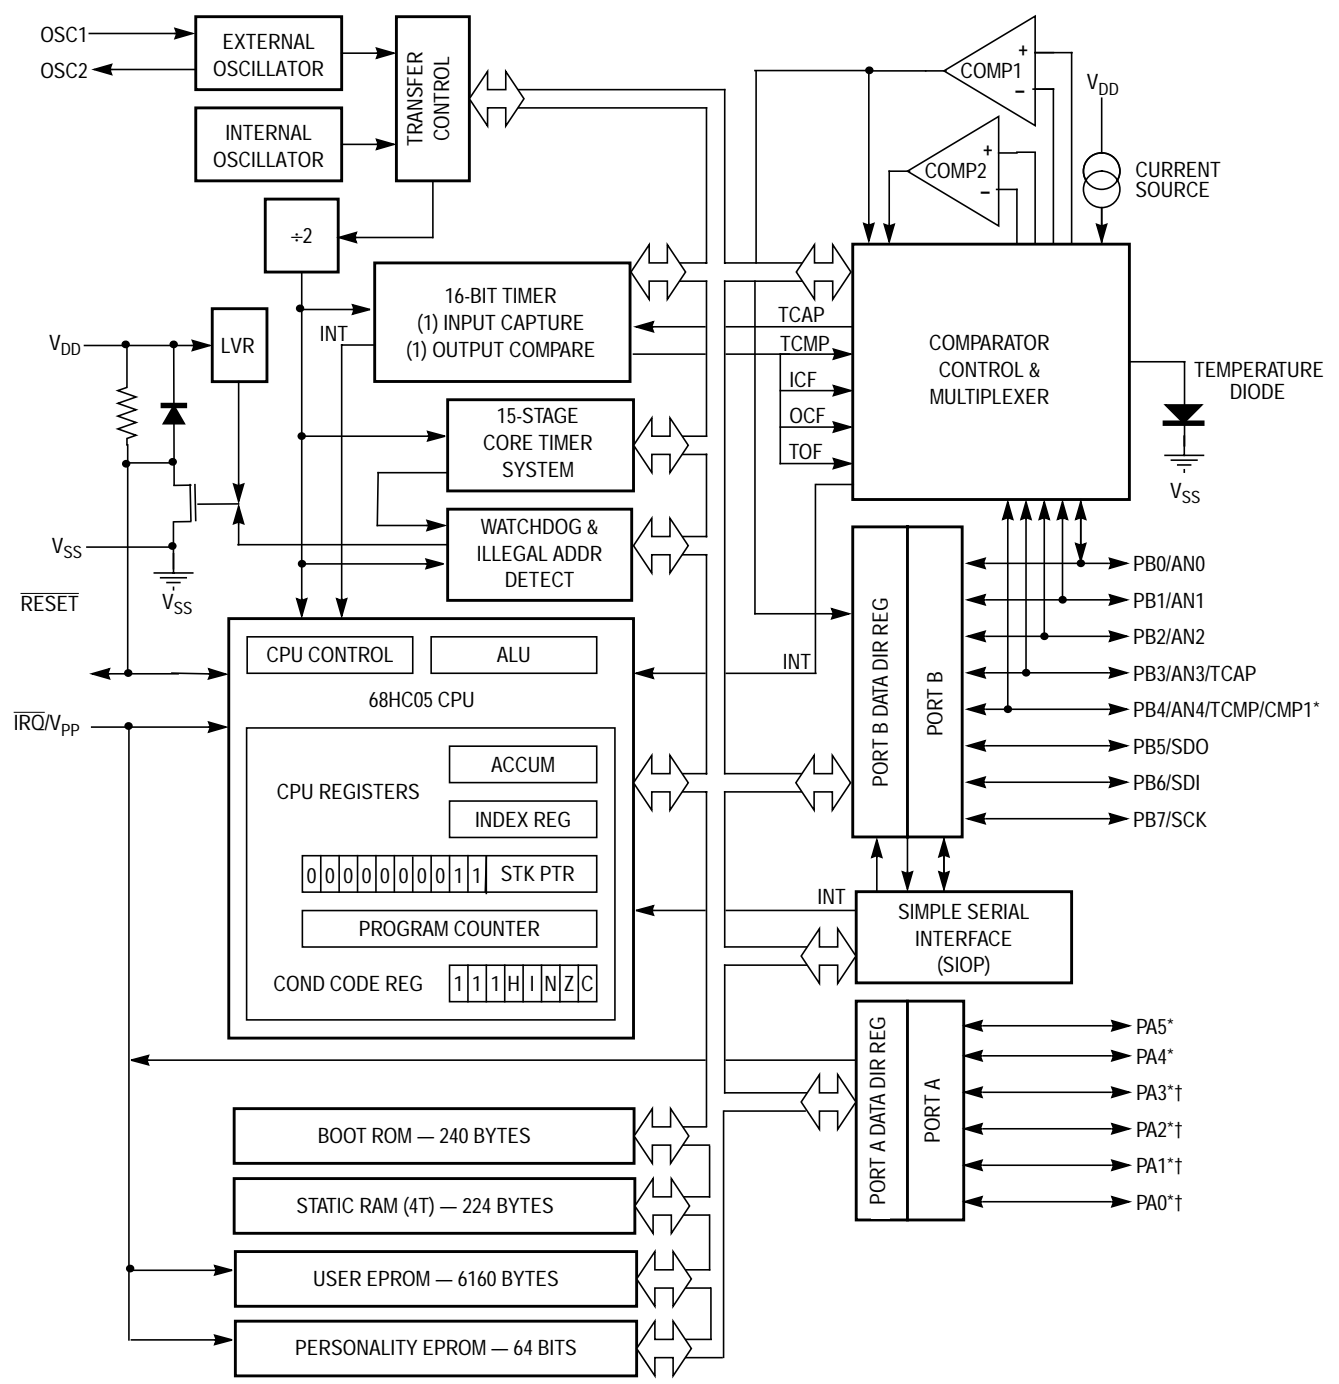 OSC1
OSC2
EXTERNAL
OSCILLATOR
INTERNAL
OSCILLATOR
TRANSFER
CONTROL
÷2
COMP1
+
–
COMP2
+
–
VDD
CURRENT
SOURCE
16-BIT TIMER
(1) INPUT CAPTURE
(1) OUTPUT COMPARE
INT
VDD
LVR
TCAP
TCMP
ICF
OCF
TOF
COMPARATOR
CONTROL &
MULTIPLEXER
TEMPERATURE
DIODE
VSS
15-STAGE
CORE TIMER
SYSTEM
WATCHDOG &
ILLEGAL ADDR
DETECT
VSS
VSS
RESET
IRQ/VPP
CPU CONTROL
ALU
68HC05 CPU
INT
CPU REGISTERS
ACCUM
INDEX REG
0 0 0 0 0 0 0 0 1 1 STK PTR
PROGRAM COUNTER
COND CODE REG
1 1 1 H I N Z C
PORT B DATA DIR REG
PORT B
PB0/AN0
PB1/AN1
PB2/AN2
PB3/AN3/TCAP
PB4/AN4/TCMP/CMP1*
PB5/SDO
PB6/SDI
PB7/SCK
INT
SIMPLE SERIAL
INTERFACE
(SIOP)
PORT A DATA DIR REG
PORT A
PA5*
PA4*
PA3*†
PA2*†
PA1*†
PA0*†
BOOT ROM — 240 BYTES
STATIC RAM (4T) — 224 BYTES
USER EPROM — 6160 BYTES
PERSONALITY EPROM — 64 BITS